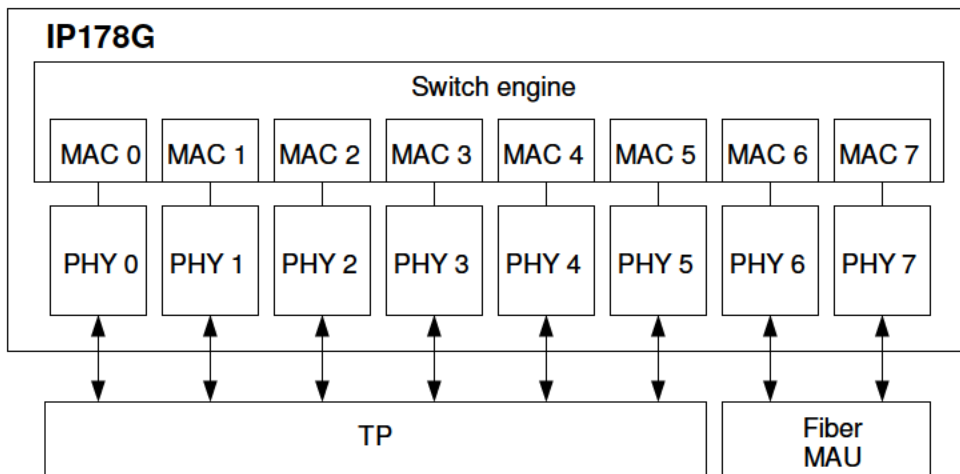 IP178G
Switch engine
MAC 0 MAC 1 MAC 2 MAC 3 MAC 4 MAC 5 MAC 6 MAC 7
PHY 0 PHY 1 PHY 2 PHY 3 PHY 4 PHY 5 PHY 6 PHY 7
TP
Fiber
MAU